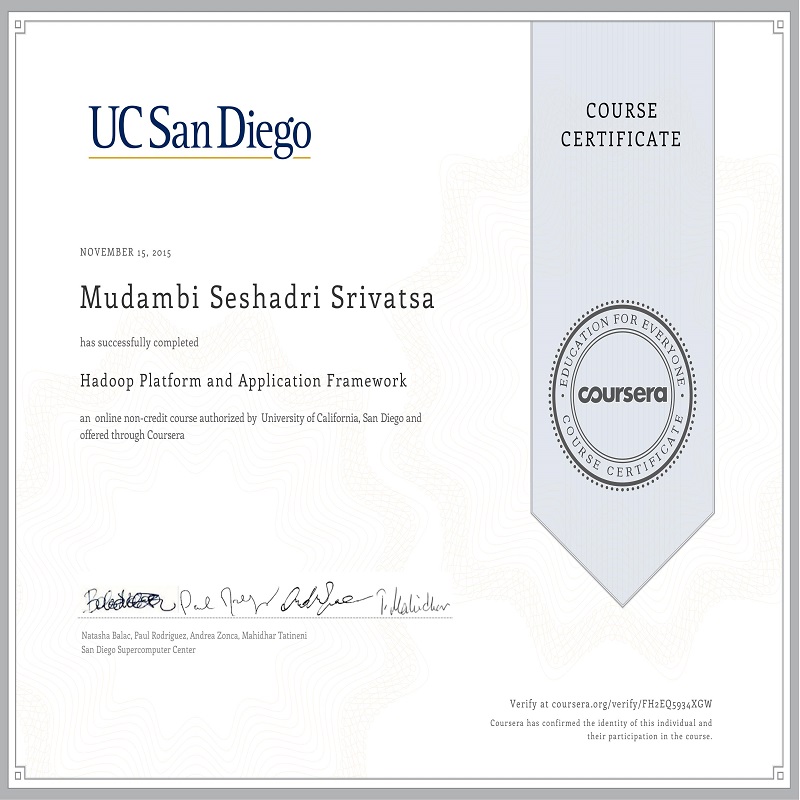 UC San Diego
COURSE
CERTIFICATE
NOVEMBER 15, 2015
Mudambi Seshadri Srivatsa
has successfully completed
Hadoop Platform and Application Framework
an online non-credit course authorized by University of California, San Diego and
offered through Coursera
EDUCATION FOR EVERYONE
coursera
COURSE CERTIFICATE
Natasha Balac, Paul Rodriguez, Andrea Zonca, Mahidhar Tatineni
San Diego Supercomputer Center
Verify at coursera.org/verify/FH2EQ5934XGW
Coursera has confirmed the identity of this individual and
their participation in the course.